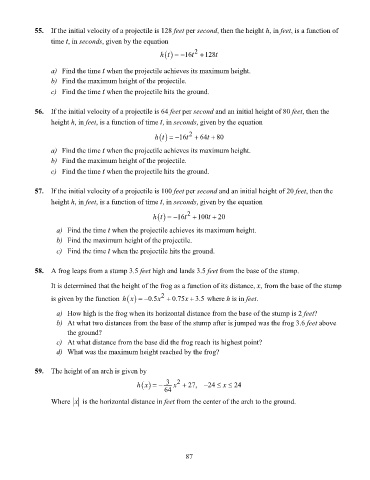 55. If the initial velocity of a projectile is 128 feet per second, then the height h, in feet, is a function of
time t, in seconds, given by the equation
h(t) = −16t² + 128t
a) Find the time t when the projectile achieves its maximum height.
b) Find the maximum height of the projectile.
c) Find the time t when the projectile hits the ground.
56. If the initial velocity of a projectile is 64 feet per second and an initial height of 80 feet, then the
height h, in feet, is a function of time t, in seconds, given by the equation
h(t) = −16t² + 64t + 80
a) Find the time t when the projectile achieves its maximum height.
b) Find the maximum height of the projectile.
c) Find the time t when the projectile hits the ground.
57. If the initial velocity of a projectile is 100 feet per second and an initial height of 20 feet, then the
height h, in feet, is a function of time t, in seconds, given by the equation
h(t) = −16t² + 100t + 20
a) Find the time t when the projectile achieves its maximum height.
b) Find the maximum height of the projectile.
c) Find the time t when the projectile hits the ground.
58. A frog leaps from a stump 3.5 feet high and lands 3.5 feet from the base of the stump.
It is determined that the height of the frog as a function of its distance, x, from the base of the stump
is given by the function h(x) = −0.5x² + 0.75x + 3.5 where h is in feet.
a) How high is the frog when its horizontal distance from the base of the stump is 2 feet?
b) At what two distances from the base of the stump after is jumped was the frog 3.6 feet above
the ground?
c) At what distance from the base did the frog reach its highest point?
d) What was the maximum height reached by the frog?
59. The height of an arch is given by
h(x) = −3/64 x² + 27, −24 ≤ x ≤ 24
Where |x| is the horizontal distance in feet from the center of the arch to the ground.
87